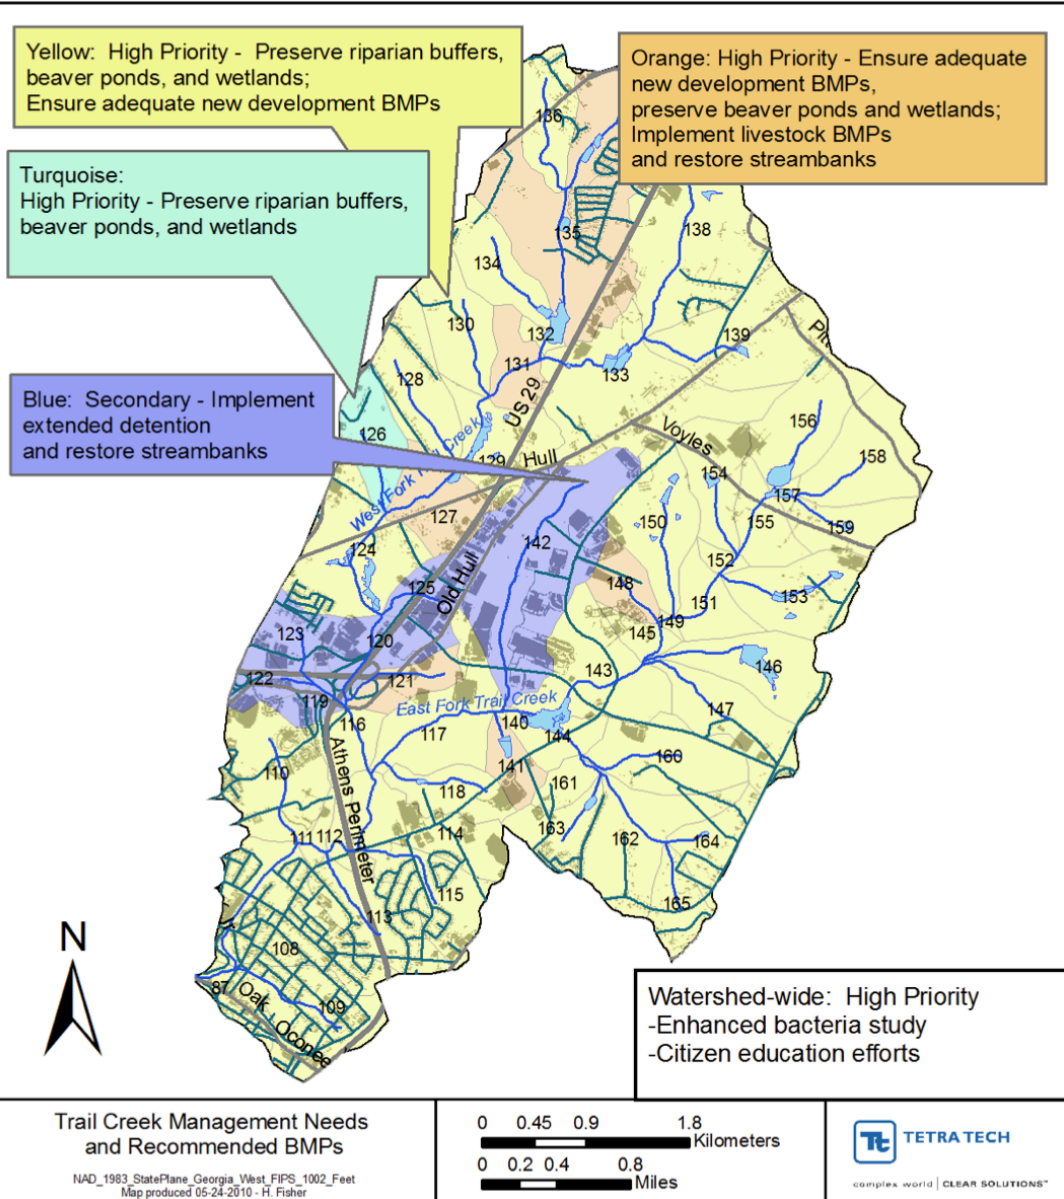 Yellow:  High Priority -  Preserve riparian buffers,
beaver ponds, and wetlands;
Ensure adequate new development BMPs
Orange: High Priority - Ensure adequate
new development BMPs,
preserve beaver ponds and wetlands;
Implement livestock BMPs
and restore streambanks
Turquoise:
High Priority - Preserve riparian buffers,
beaver ponds, and wetlands
Blue:  Secondary - Implement
extended detention
and restore streambanks
136
135
138
134
130
132
139
131
133
128
US 29
156
126
West Fork Trail Creek
129
Hull
Voyles
154
158
157
127
150
155
159
142
124
152
148
125
Old Hull
151
153
149
123
120
145
146
143
122
121
119
East Fork Trail Creek
147
116
140
117
144
160
Athens Perimeter
110
141
118
161
163
114
162
164
111
112
115
165
113
108
87
Oak
109
Oconee
N
Watershed-wide:  High Priority
-Enhanced bacteria study
-Citizen education efforts
Trail Creek Management Needs
and Recommended BMPs
NAD_1983_StatePlane_Georgia_West_FIPS_1002_Feet
Map produced 05-24-2010 - H. Fisher
0 0.45 0.9 1.8
Kilometers
0 0.2 0.4 0.8
Miles
Tt
TETRA TECH
complex world | CLEAR SOLUTIONS™